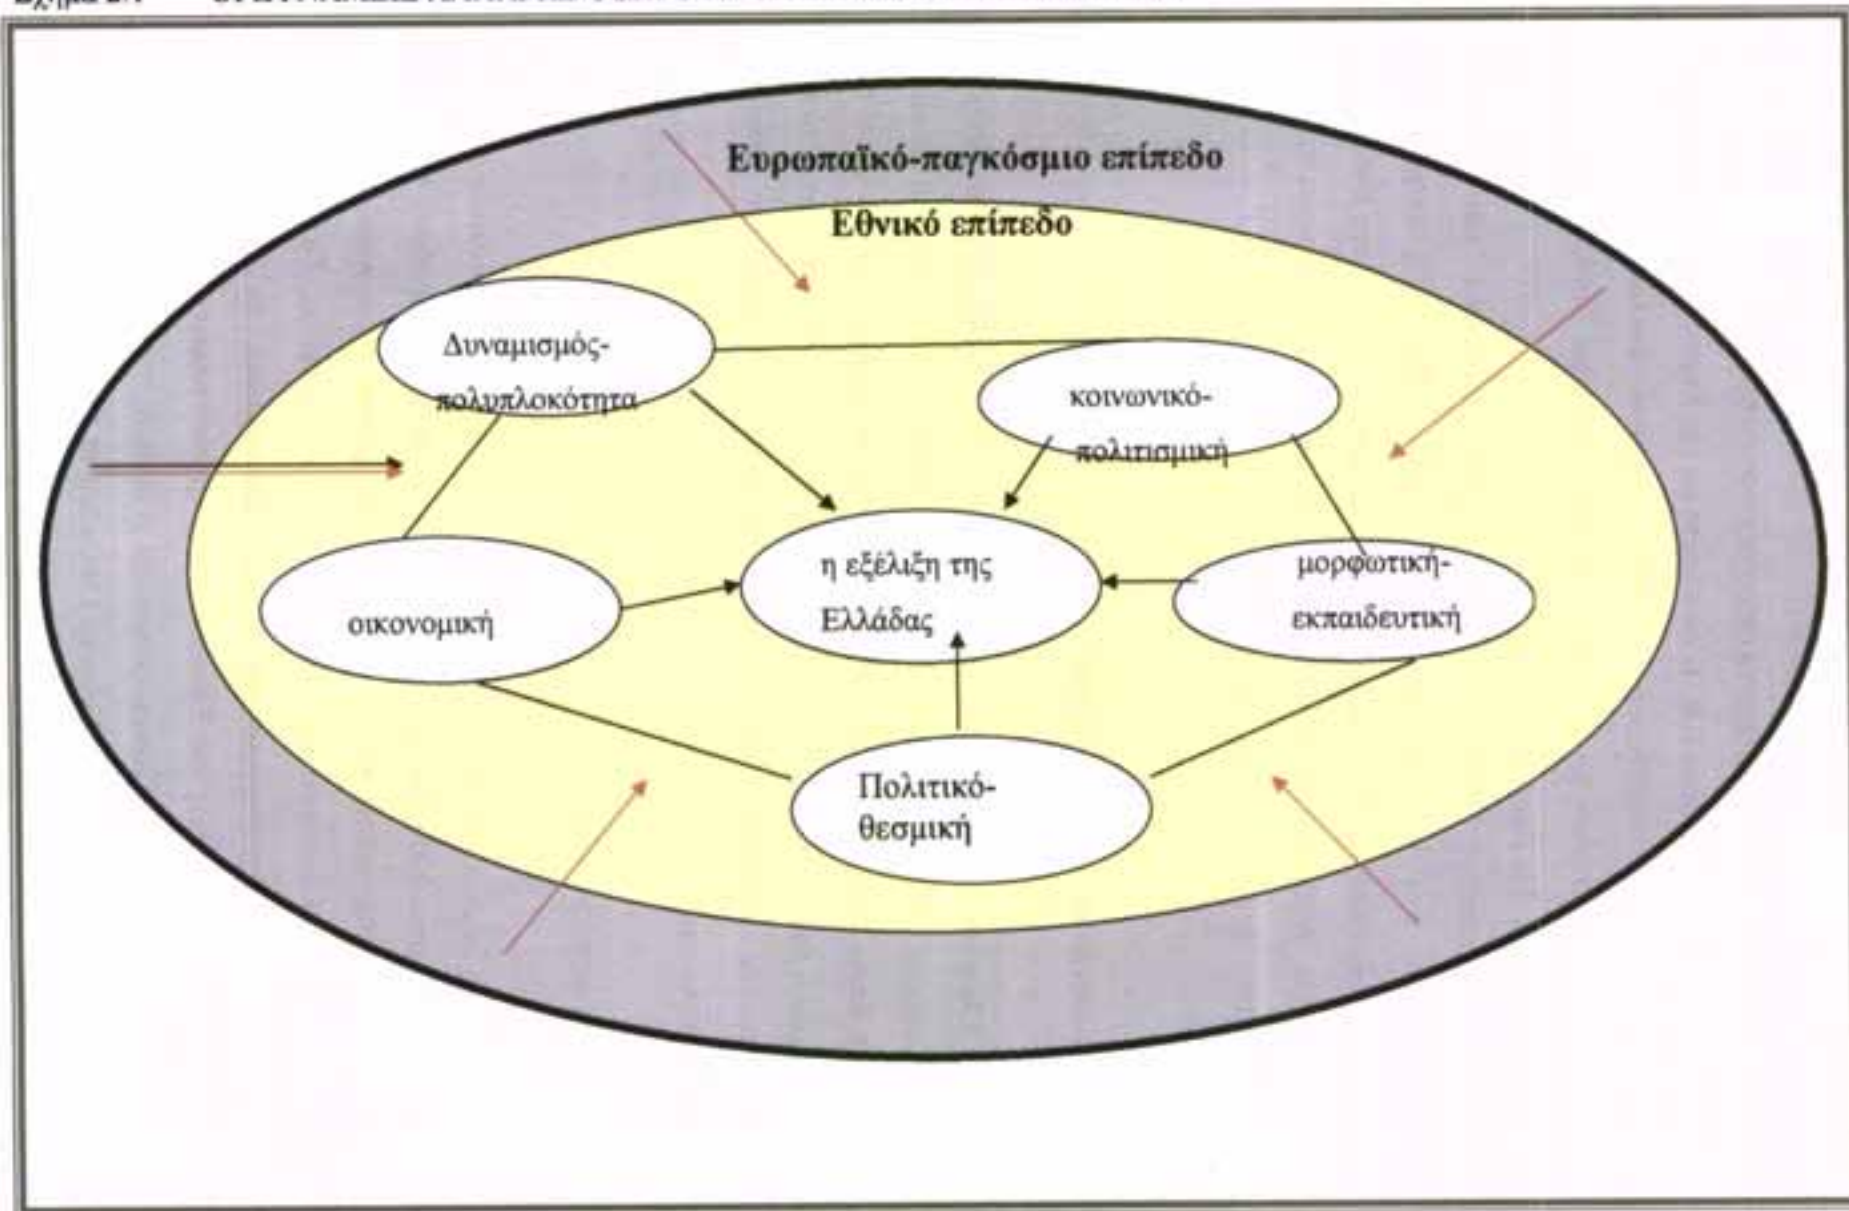 Ευρωπαϊκό-παγκόσμιο επίπεδο
Εθνικό επίπεδο
Δυναμισμός-
πολυπλοκότητα
κοινωνικό-
πολιτισμική
η εξέλιξη της
Ελλάδας
μορφωτική-
εκπαιδευτική
οικονομική
Πολιτικό-
θεσμική